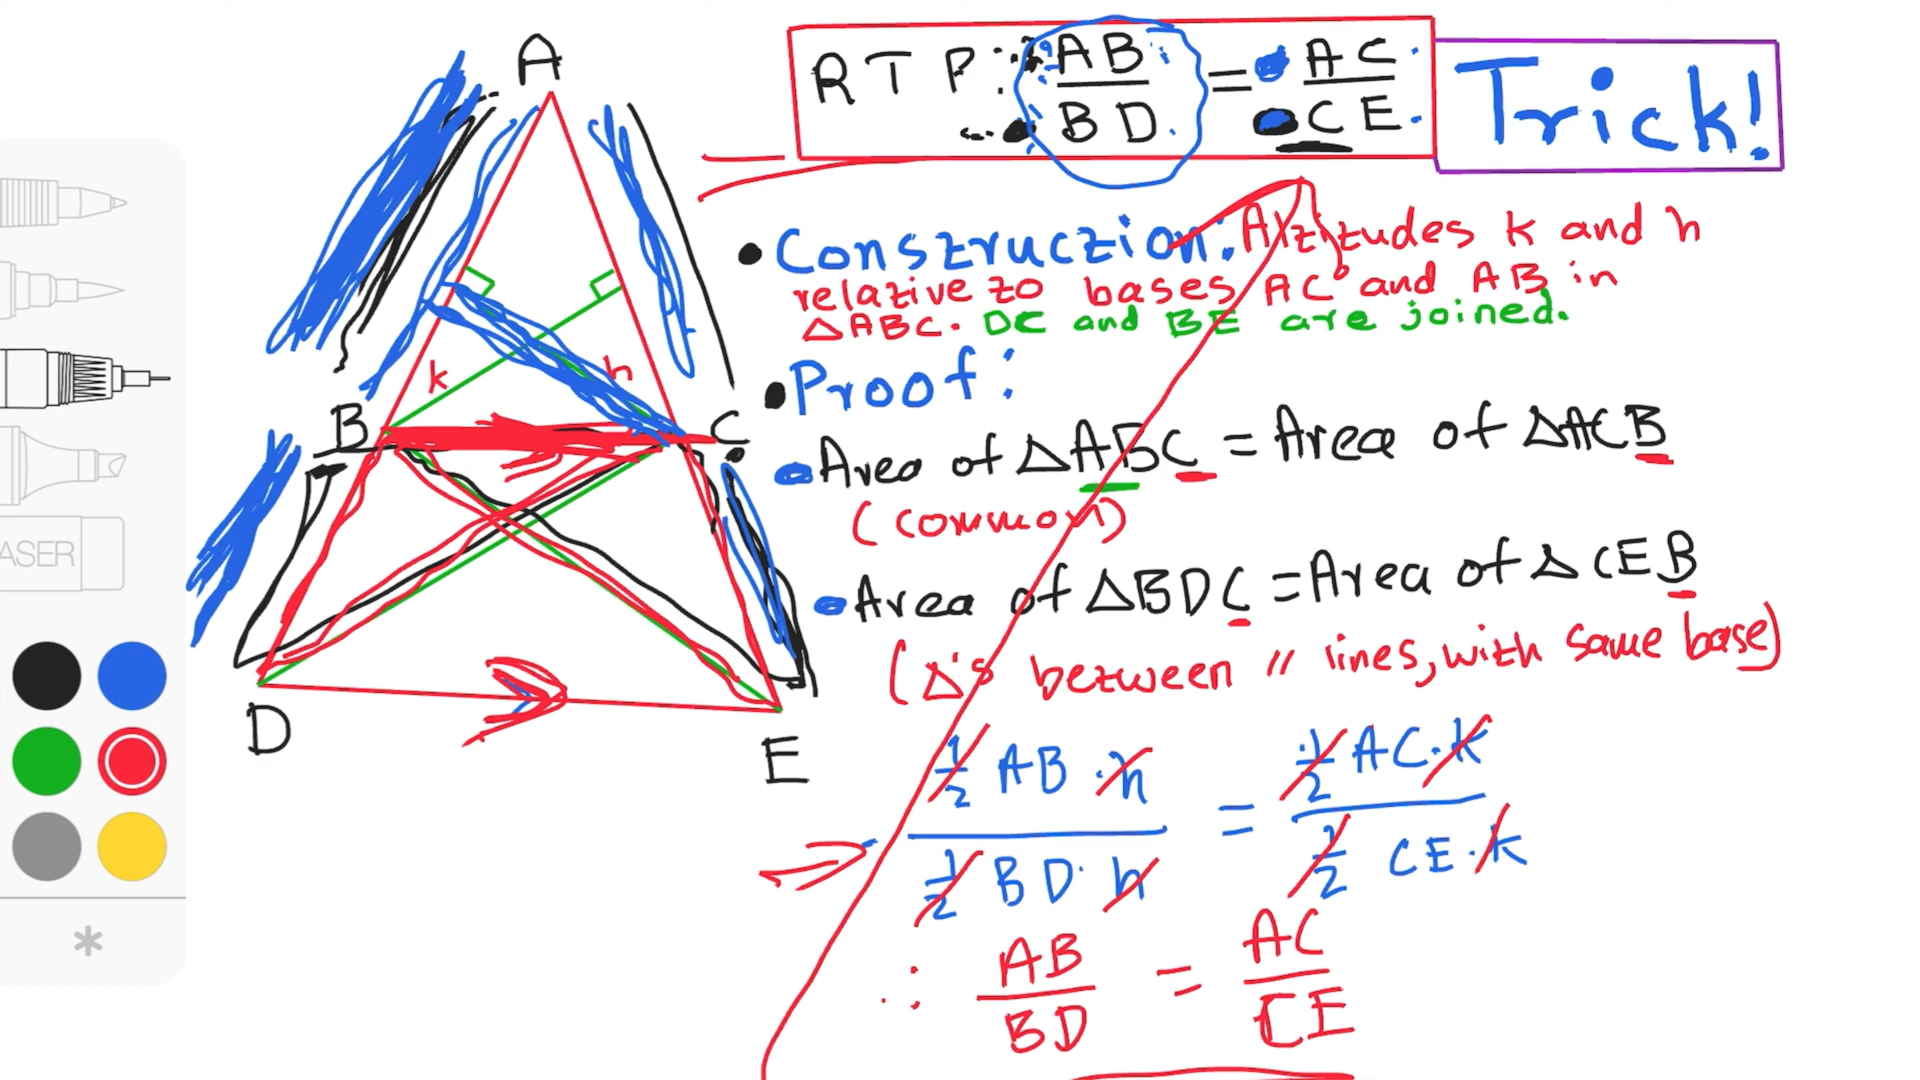 A
RTP: AB/BD = AC/CE
Trick!
Construction: Altitudes k and h
relative to bases AC and AB in
△ABC. DC and BE are joined.
k
h
Proof:
B
C
Area of △ABC = Area of △ACB
(common)
ASER
Area of △BDC = Area of △CEB
(△'s between // lines, with same base)
D
E
1/2 AB · h / 1/2 BD · h = 1/2 AC · k / 1/2 CE · k
∴ AB/BD = AC/CE